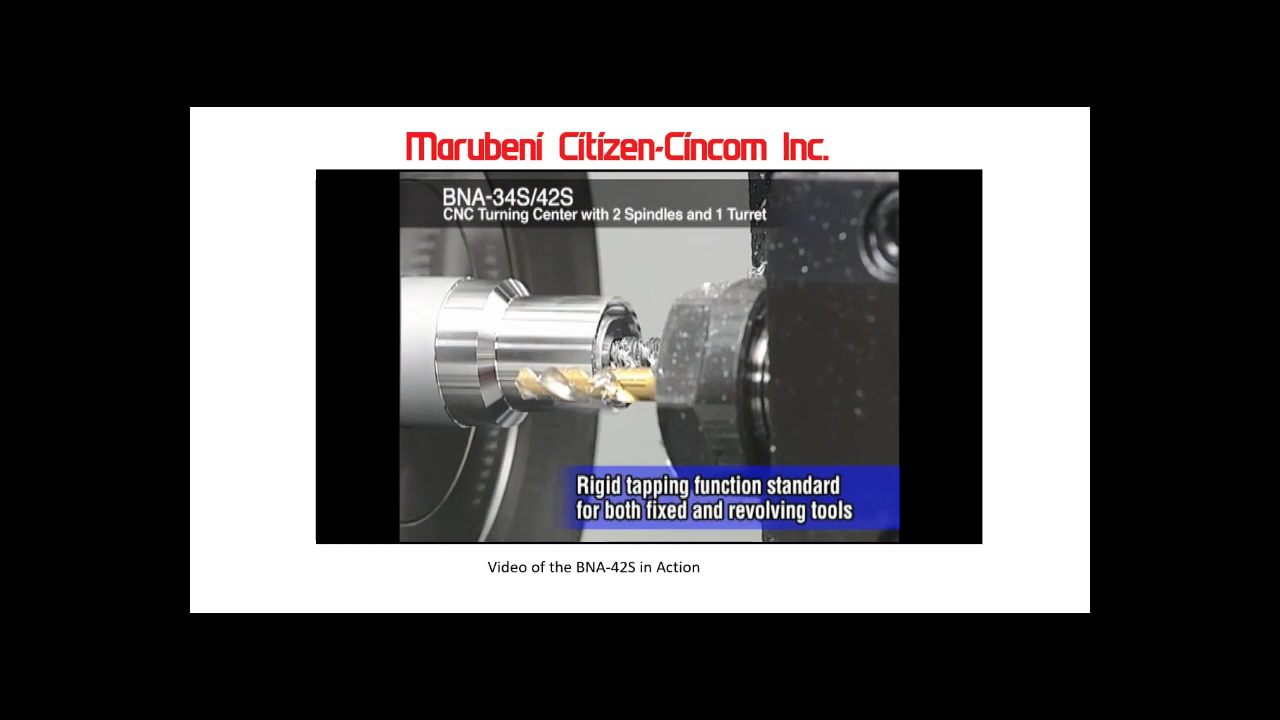 Marubeni Citizen-Cincom Inc.
BNA-34S/42S
CNC Turning Center with 2 Spindles and 1 Turret
Rigid tapping function standard
for both fixed and revolving tools
Video of the BNA-42S in Action